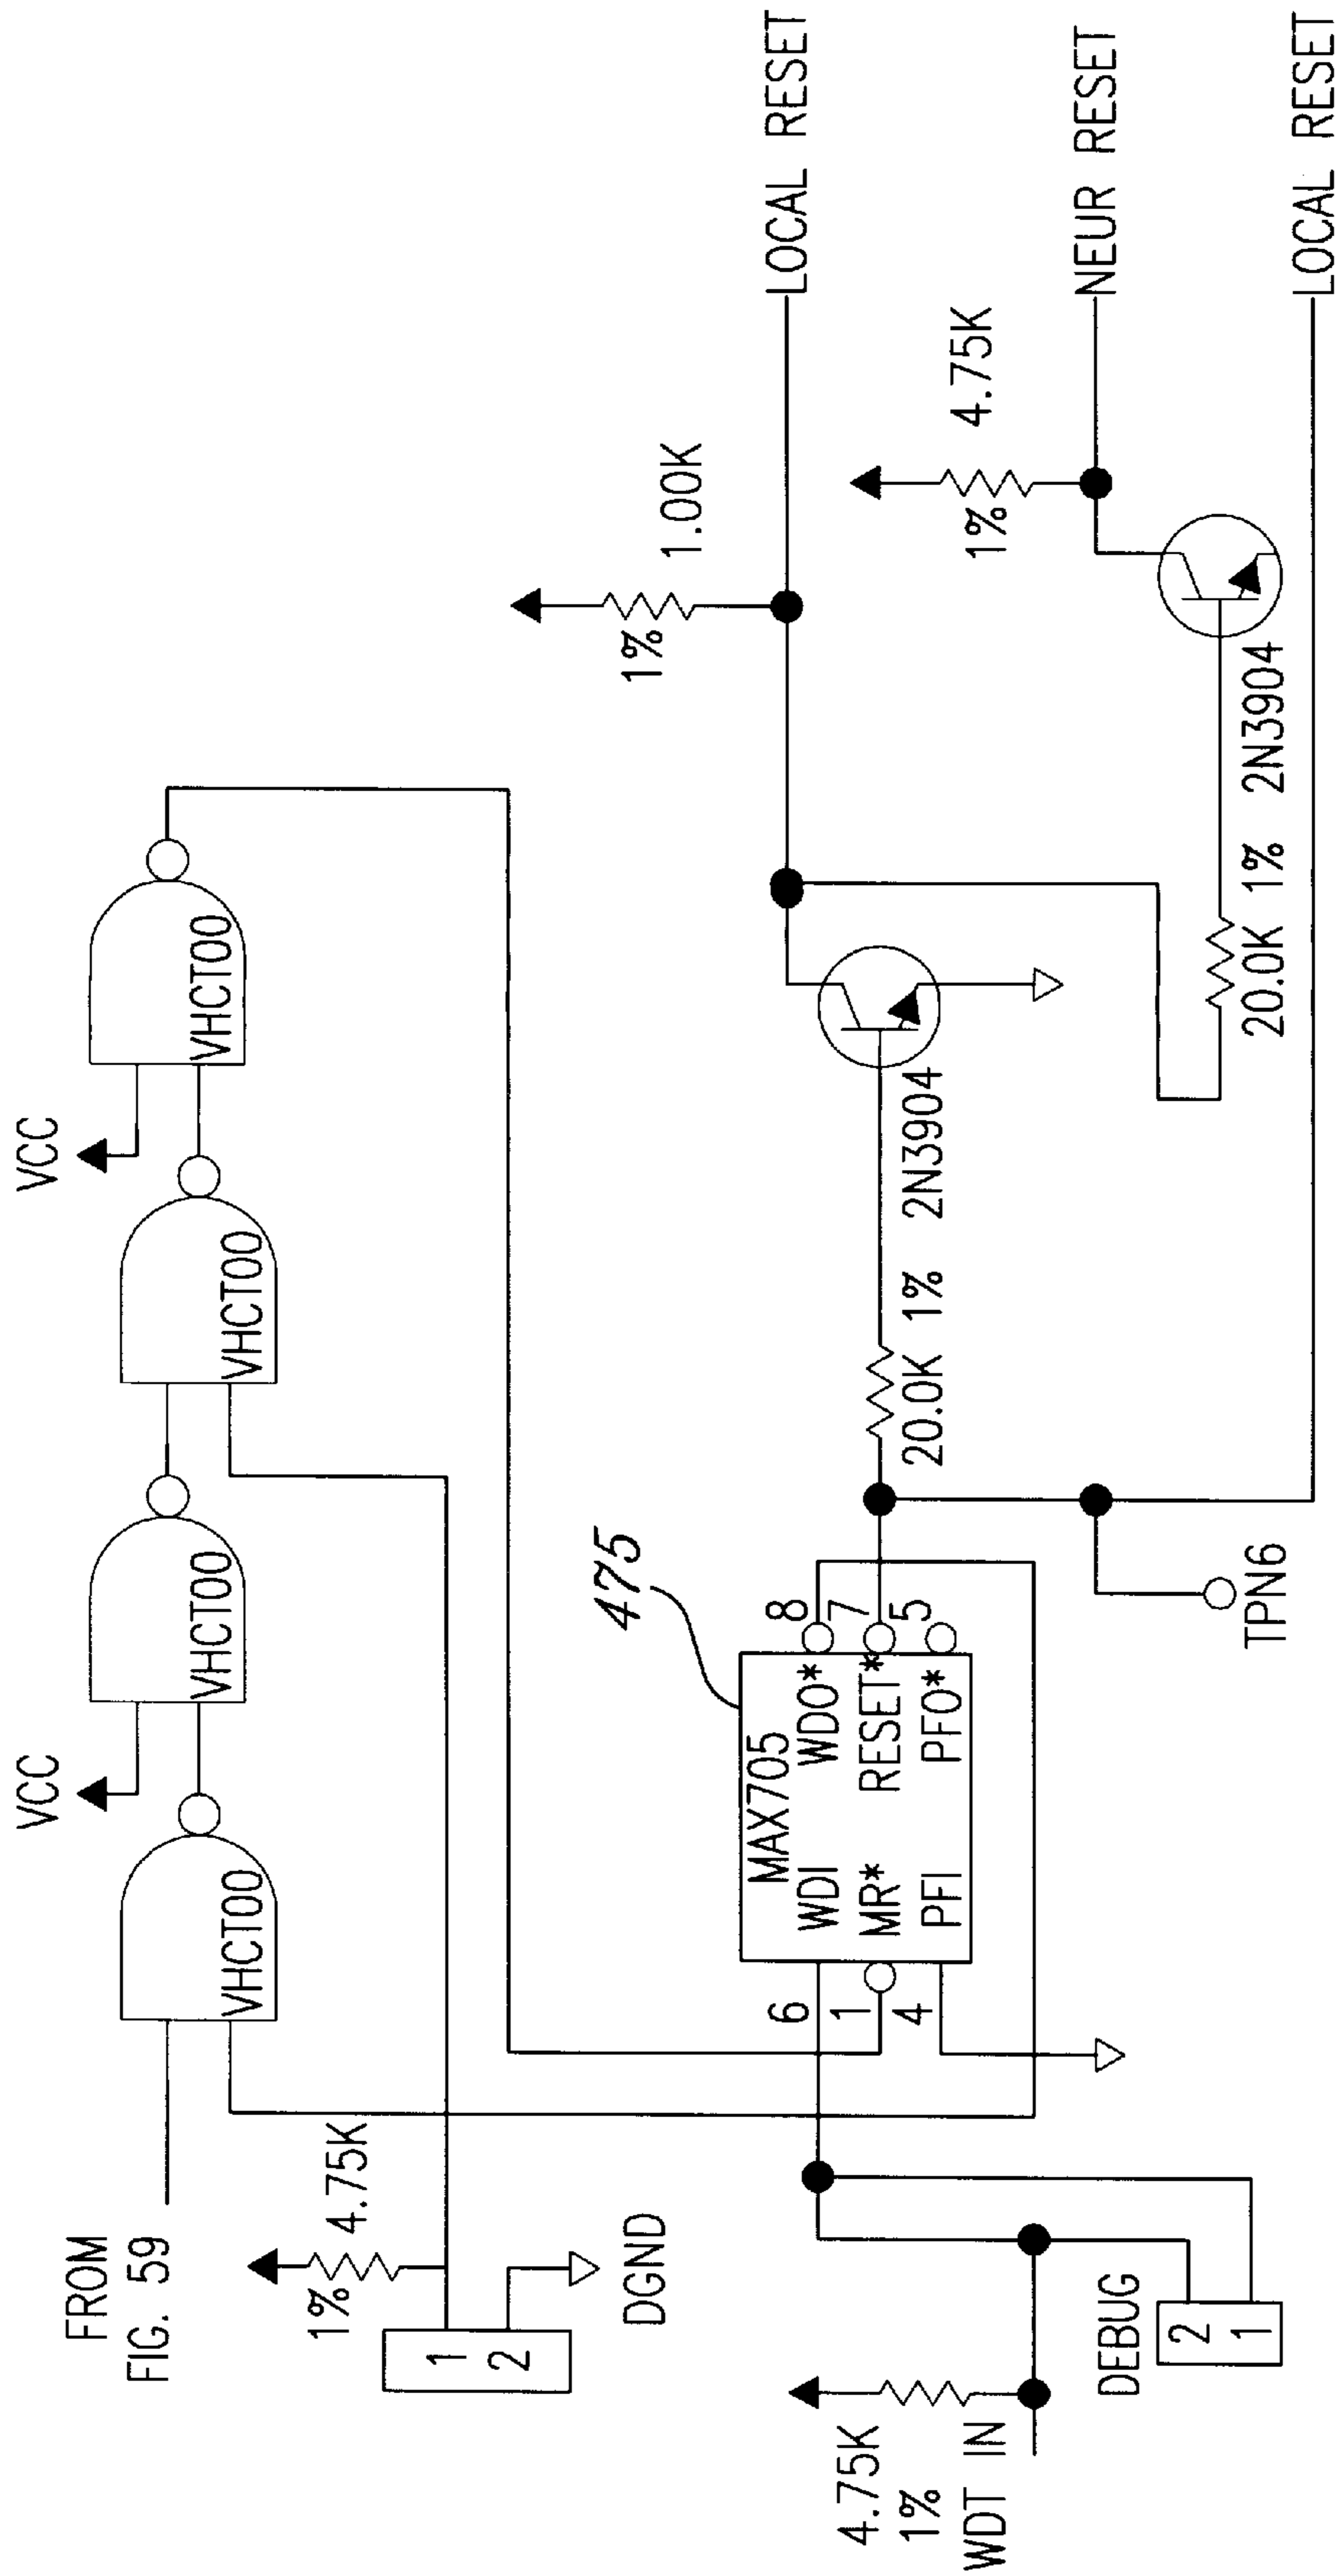 FROM
FIG. 59
VHCT00
VCC
VHCT00
VHCT00
VCC
VHCT00
1% 4.75K
1
2
DGND
1% 1.00K
LOCAL RESET
475
MAX705
6 WDI WDO* 8
1 MR* RESET* 7
4 PFI PFO* 5
20.0K 1% 2N3904
4.75K
1%
WDT IN
DEBUG
2
1
TPN6
1% 4.75K
NEUR RESET
20.0K 1% 2N3904
LOCAL RESET